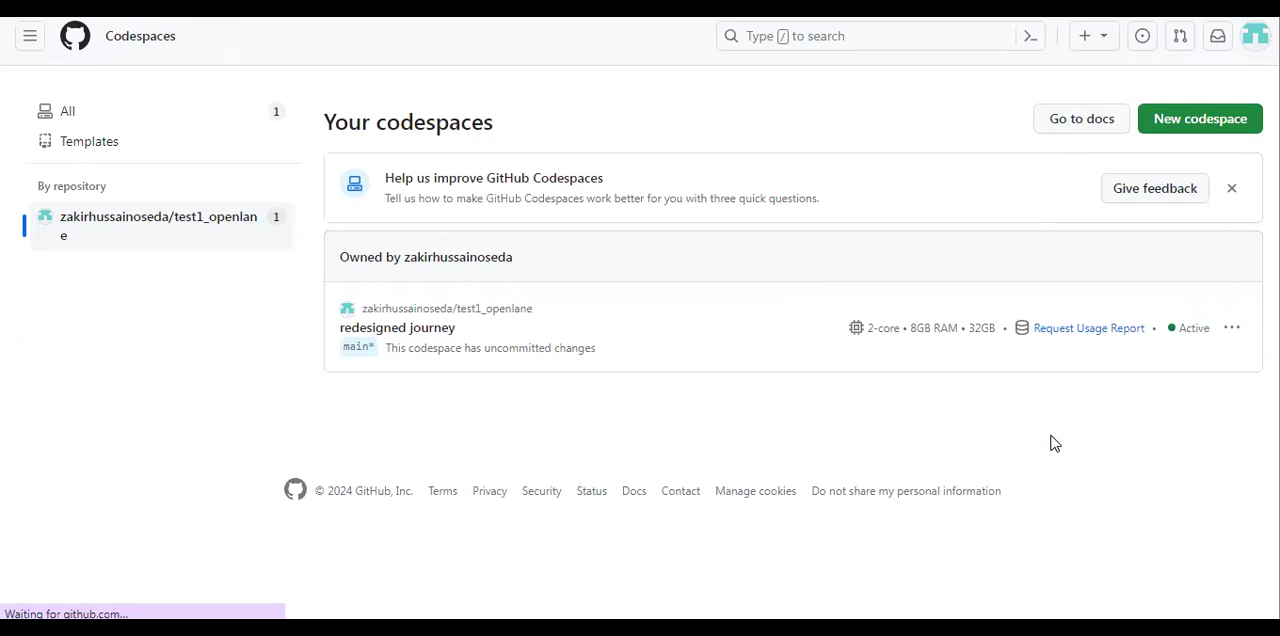 Codespaces
Type / to search
All 1
Templates
By repository
zakirhussainoseda/test1_openlan 1
e
Your codespaces
Go to docs
New codespace
Help us improve GitHub Codespaces
Tell us how to make GitHub Codespaces work better for you with three quick questions.
Give feedback
Owned by zakirhussainoseda
zakirhussainoseda/test1_openlane
redesigned journey
main* This codespace has uncommitted changes
2-core • 8GB RAM • 32GB • Request Usage Report • Active
© 2024 GitHub, Inc. Terms Privacy Security Status Docs Contact Manage cookies Do not share my personal information
Waiting for github.com...